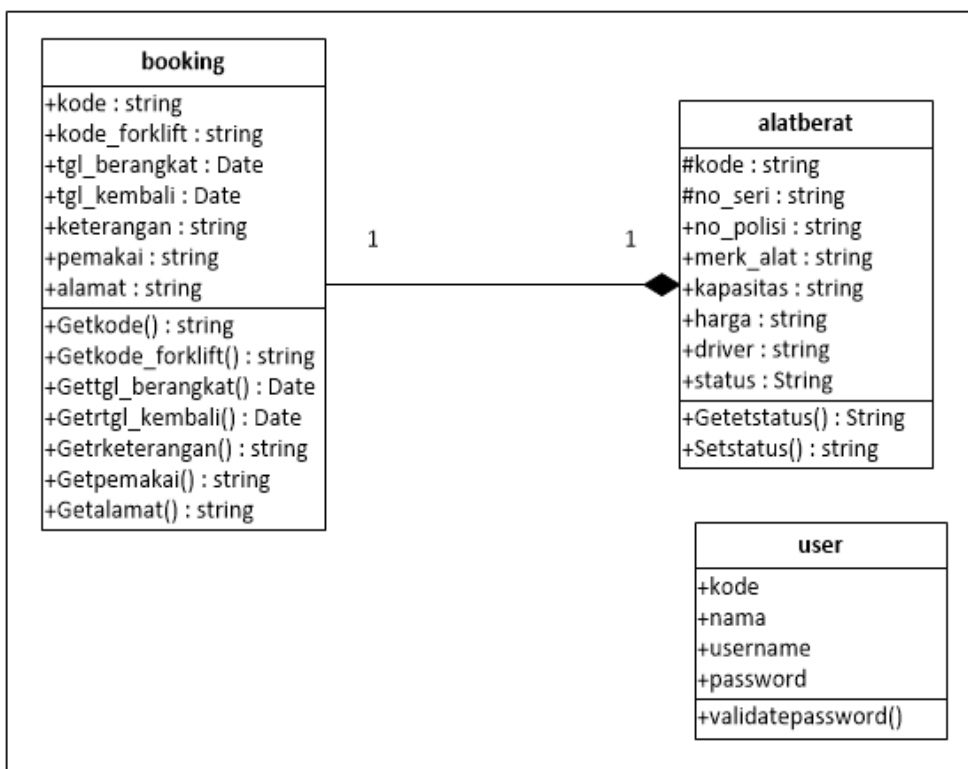 booking
+kode : string
+kode_forklift : string
+tgl_berangkat : Date
+tgl_kembali : Date
+keterangan : string
+pemakai : string
+alamat : string
+Getkode() : string
+Getkode_forklift() : string
+Gettgl_berangkat() : Date
+Getrtgl_kembali() : Date
+Getrketerangan() : string
+Getpemakai() : string
+Getalamat() : string
1
1
alatberat
#kode : string
#no_seri : string
+no_polisi : string
+merk_alat : string
+kapasitas : string
+harga : string
+driver : string
+status : String
+Getetstatus() : String
+Setstatus() : string
user
+kode
+nama
+username
+password
+validatepassword()